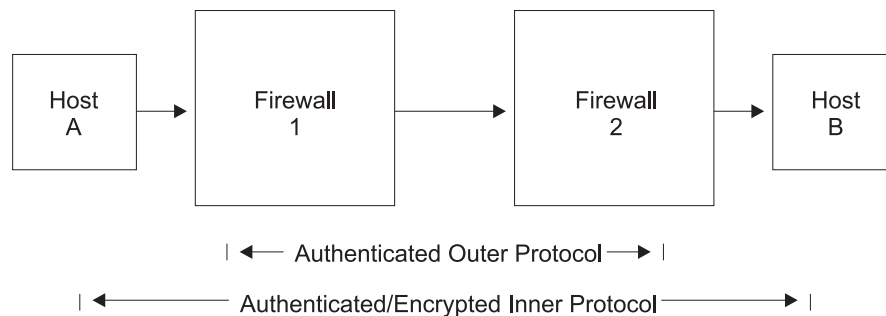 Host
A
Firewall
1
Firewall
2
Host
B
Authenticated Outer Protocol
Authenticated/Encrypted Inner Protocol